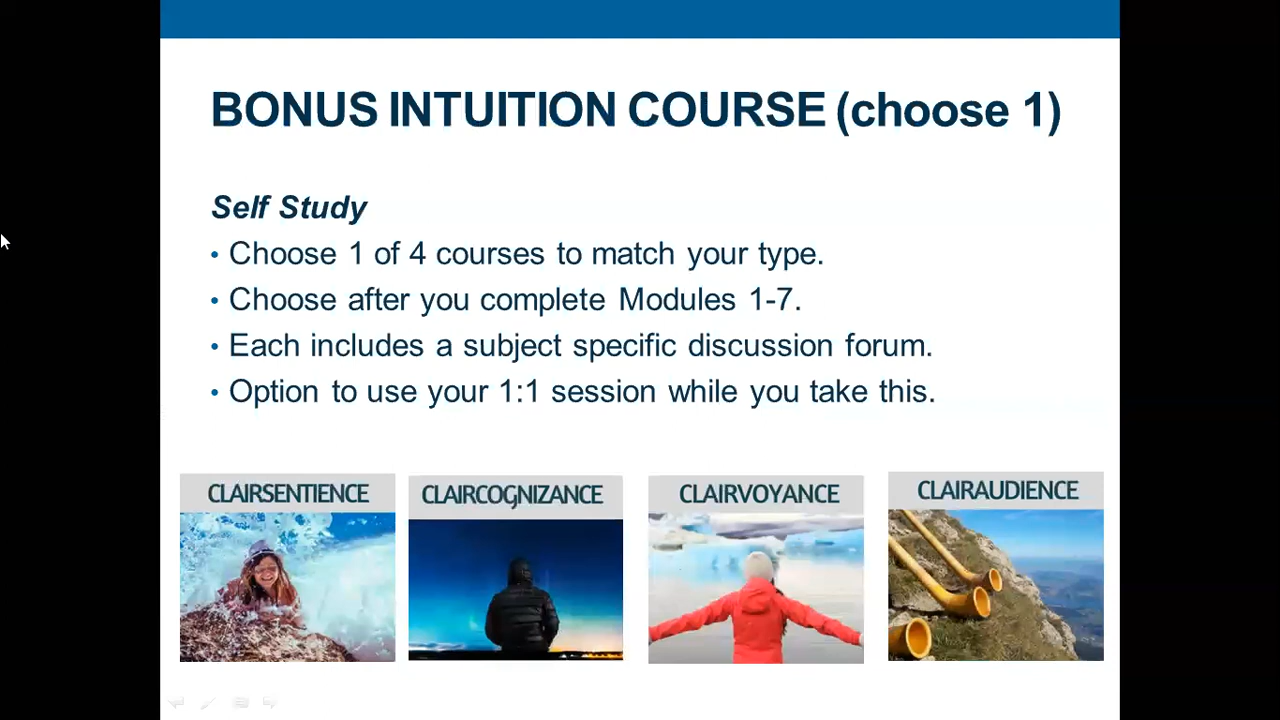 BONUS INTUITION COURSE (choose 1)
Self Study
• Choose 1 of 4 courses to match your type.
• Choose after you complete Modules 1-7.
• Each includes a subject specific discussion forum.
• Option to use your 1:1 session while you take this.
CLAIRSENTIENCE
CLAIRCOGNIZANCE
CLAIRVOYANCE
CLAIRAUDIENCE